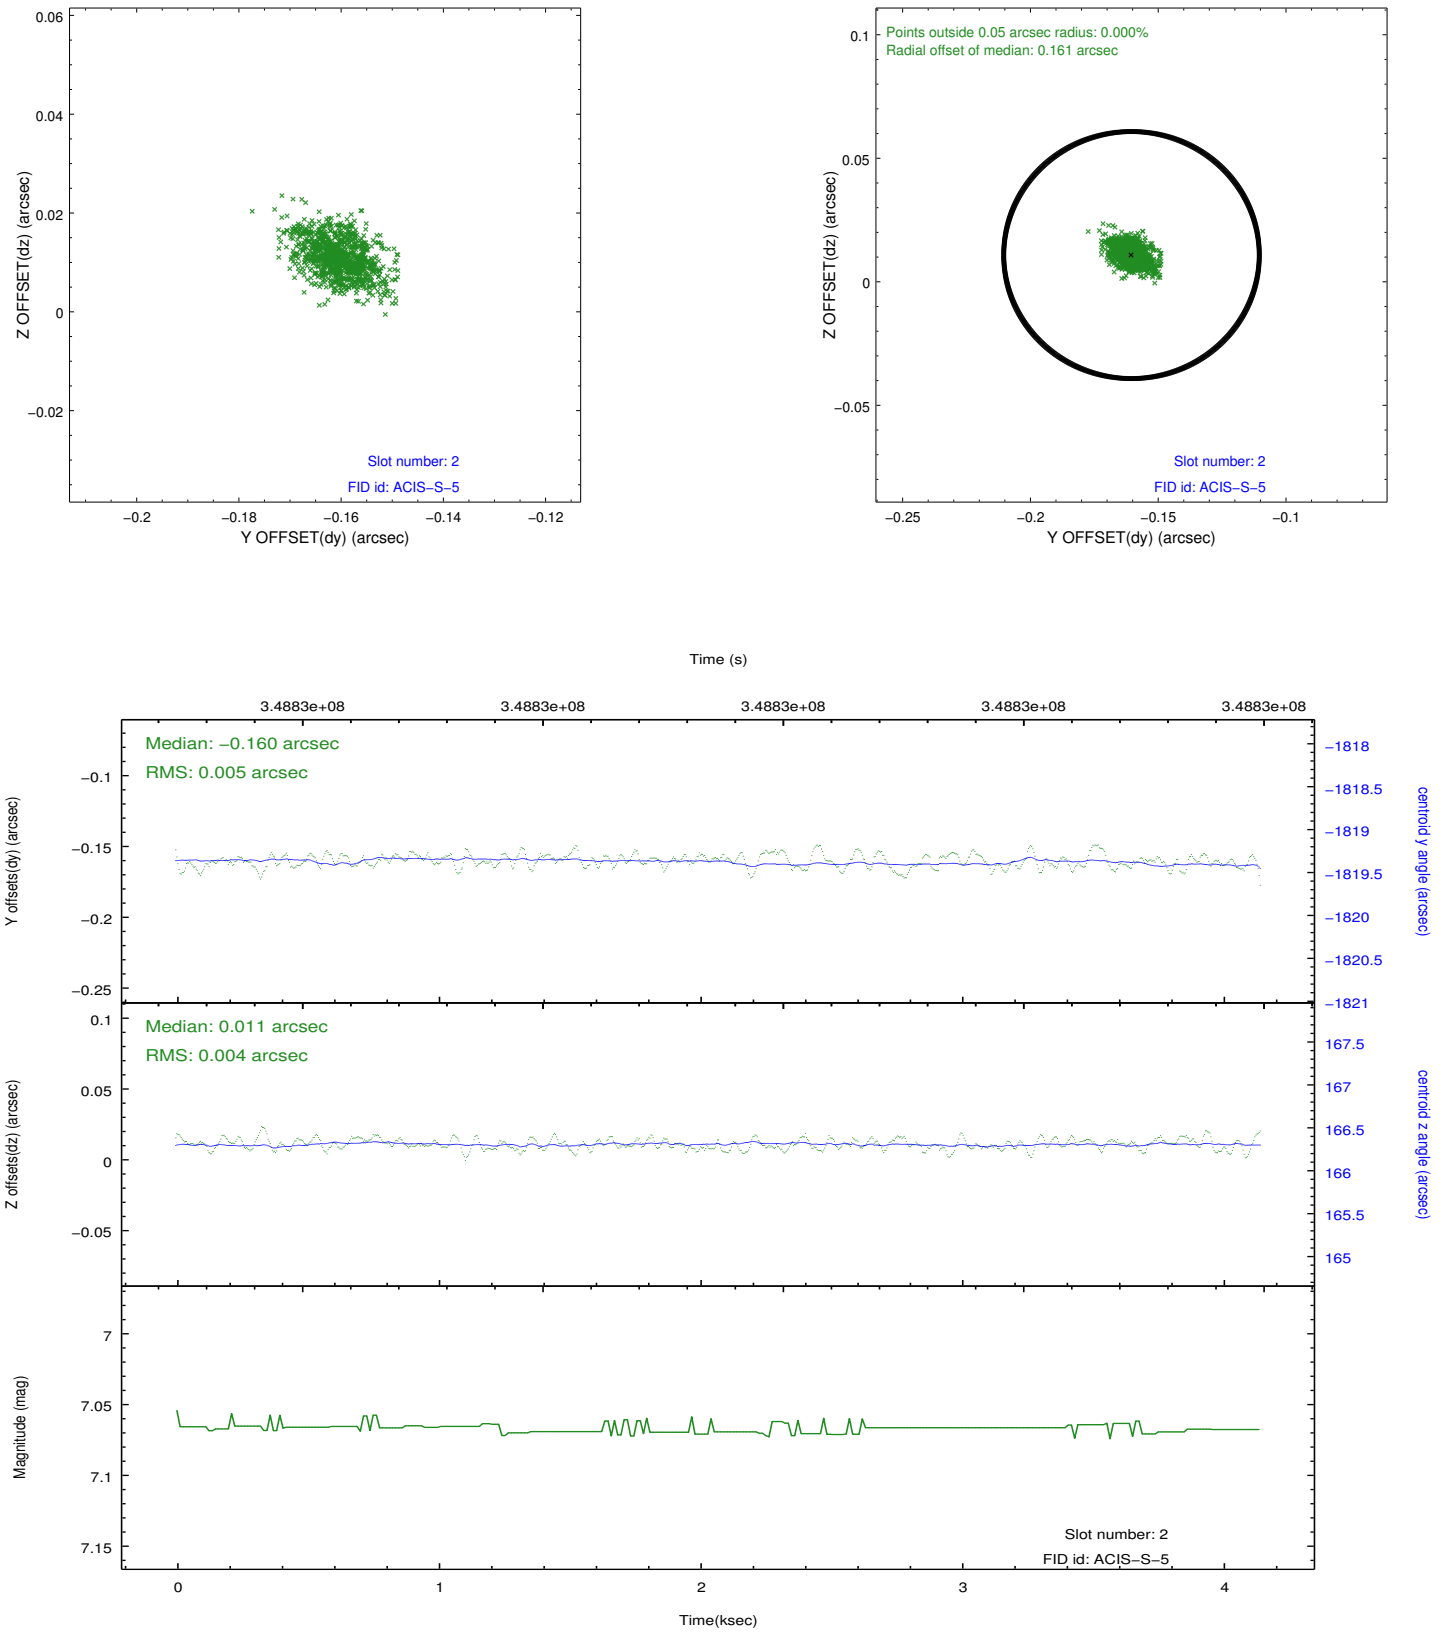 0.06
0.04
0.02
0
−0.02
Z OFFSET(dz) (arcsec)
Slot number: 2
FID id: ACIS−S−5
−0.2 −0.18 −0.16 −0.14 −0.12
Y OFFSET(dy) (arcsec)
Points outside 0.05 arcsec radius: 0.000%
Radial offset of median: 0.161 arcsec
0.1
0.05
0
−0.05
Z OFFSET(dz) (arcsec)
Slot number: 2
FID id: ACIS−S−5
−0.25 −0.2 −0.15 −0.1
Y OFFSET(dy) (arcsec)
Time (s)
3.4883e+08 3.4883e+08 3.4883e+08 3.4883e+08 3.4883e+08
Median: −0.160 arcsec
RMS: 0.005 arcsec
−0.1
−0.15
−0.2
−0.25
Y offsets(dy) (arcsec)
−1818
−1818.5
−1819
−1819.5
−1820
−1820.5
−1821
centroid y angle (arcsec)
Median: 0.011 arcsec
RMS: 0.004 arcsec
0.1
0.05
0
−0.05
Z offsets(dz) (arcsec)
167.5
167
166.5
166
165.5
165
centroid z angle (arcsec)
7
7.05
7.1
7.15
Magnitude (mag)
Slot number: 2
FID id: ACIS−S−5
0 1 2 3 4
Time(ksec)